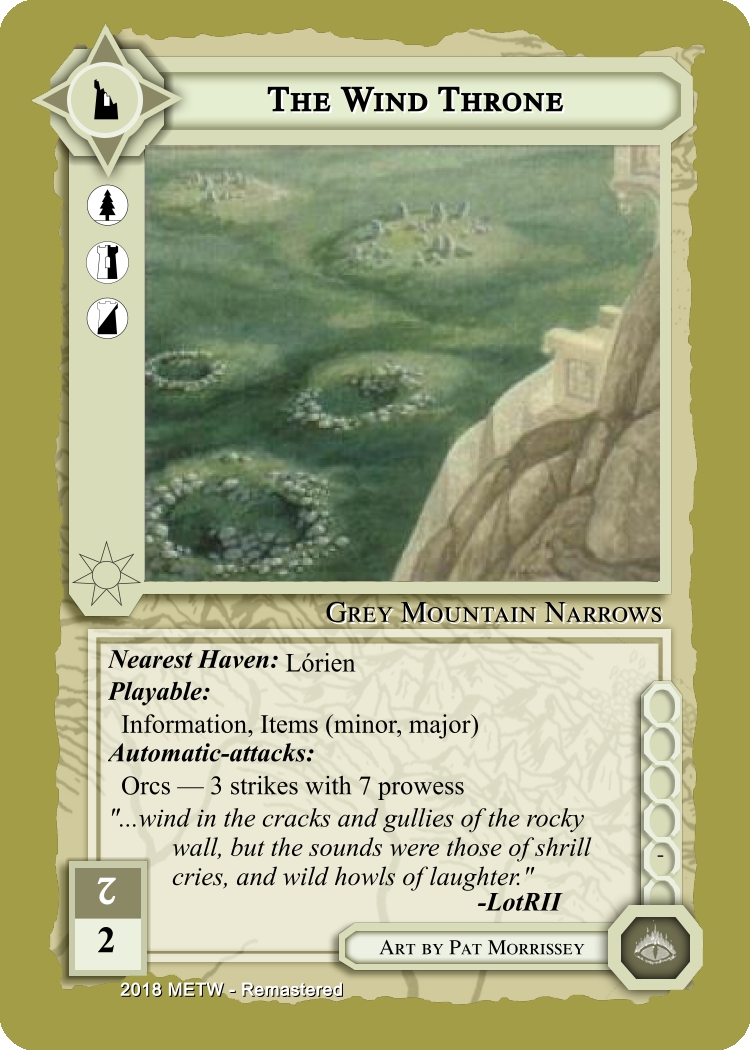 THE WIND THRONE
GREY MOUNTAIN NARROWS
Nearest Haven: Lórien
Playable:
Information, Items (minor, major)
Automatic-attacks:
Orcs — 3 strikes with 7 prowess
"...wind in the cracks and gullies of the rocky
wall, but the sounds were those of shrill
cries, and wild howls of laughter."
-LotRII
-
2
2
ART BY PAT MORRISSEY
2018 METW - Remastered